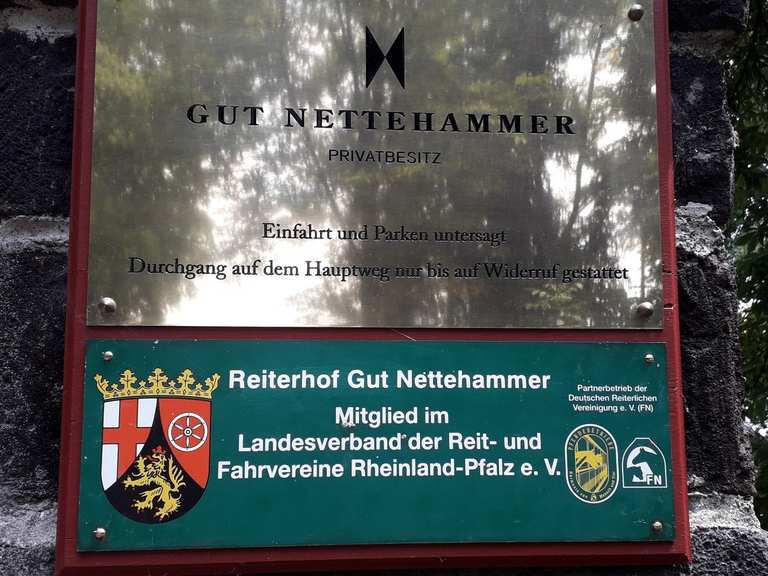 GUT NETTEHAMMER
PRIVATBESITZ
Einfahrt und Parken untersagt
Durchgang auf dem Hauptweg nur bis auf Widerruf gestattet
Reiterhof Gut Nettehammer
Mitglied im
Landesverband der Reit- und
Fahrvereine Rheinland-Pfalz e. V.
Partnerbetrieb der
Deutschen Reiterlichen
Vereinigung e. V. (FN)
FN